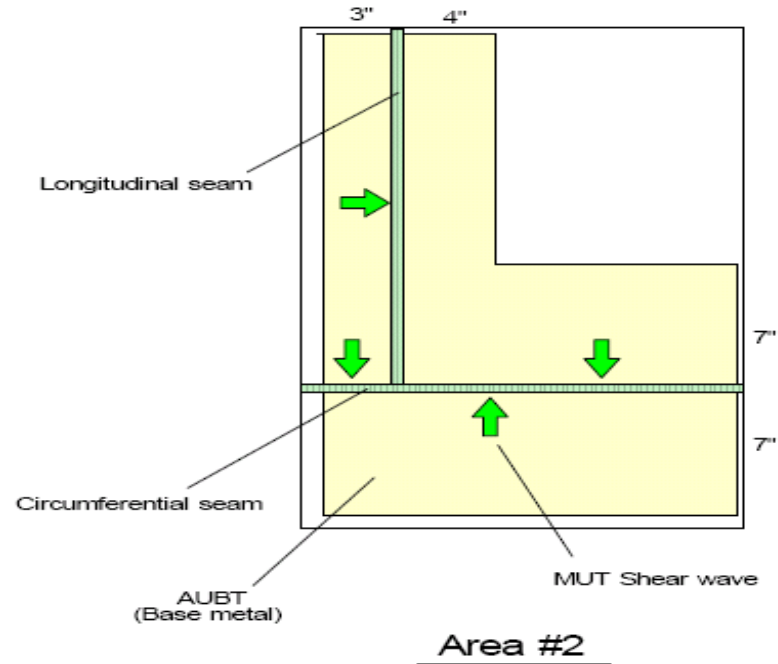 3" 4"
Longitudinal seam
7"
7"
Circumferential seam
MUT Shear wave
AUBT
(Base metal)
Area #2